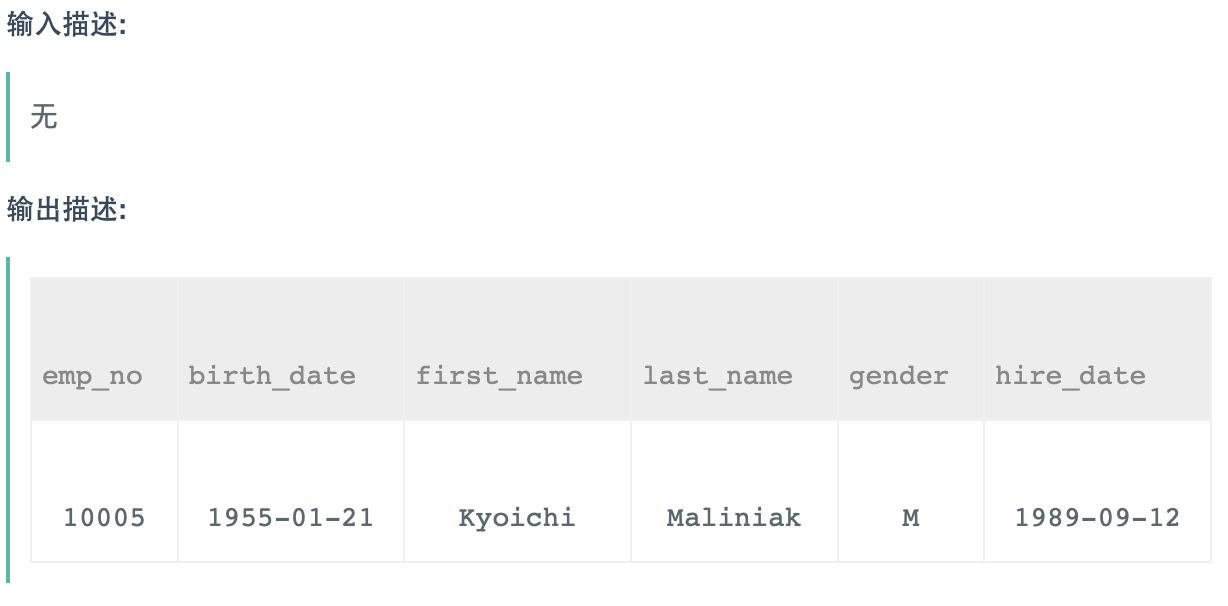 输入描述:
无
输出描述:
emp_no birth_date first_name last_name gender hire_date
10005 1955-01-21 Kyoichi Maliniak M 1989-09-12